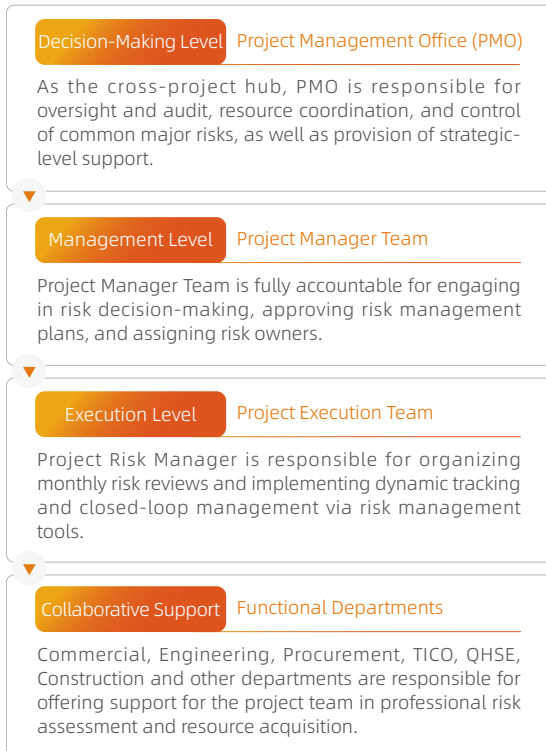 Decision-Making Level Project Management Office (PMO)
As the cross-project hub, PMO is responsible for
oversight and audit, resource coordination, and control
of common major risks, as well as provision of strategic-
level support.
Management Level Project Manager Team
Project Manager Team is fully accountable for engaging
in risk decision-making, approving risk management
plans, and assigning risk owners.
Execution Level Project Execution Team
Project Risk Manager is responsible for organizing
monthly risk reviews and implementing dynamic tracking
and closed-loop management via risk management
tools.
Collaborative Support Functional Departments
Commercial, Engineering, Procurement, TICO, QHSE,
Construction and other departments are responsible for
offering support for the project team in professional risk
assessment and resource acquisition.